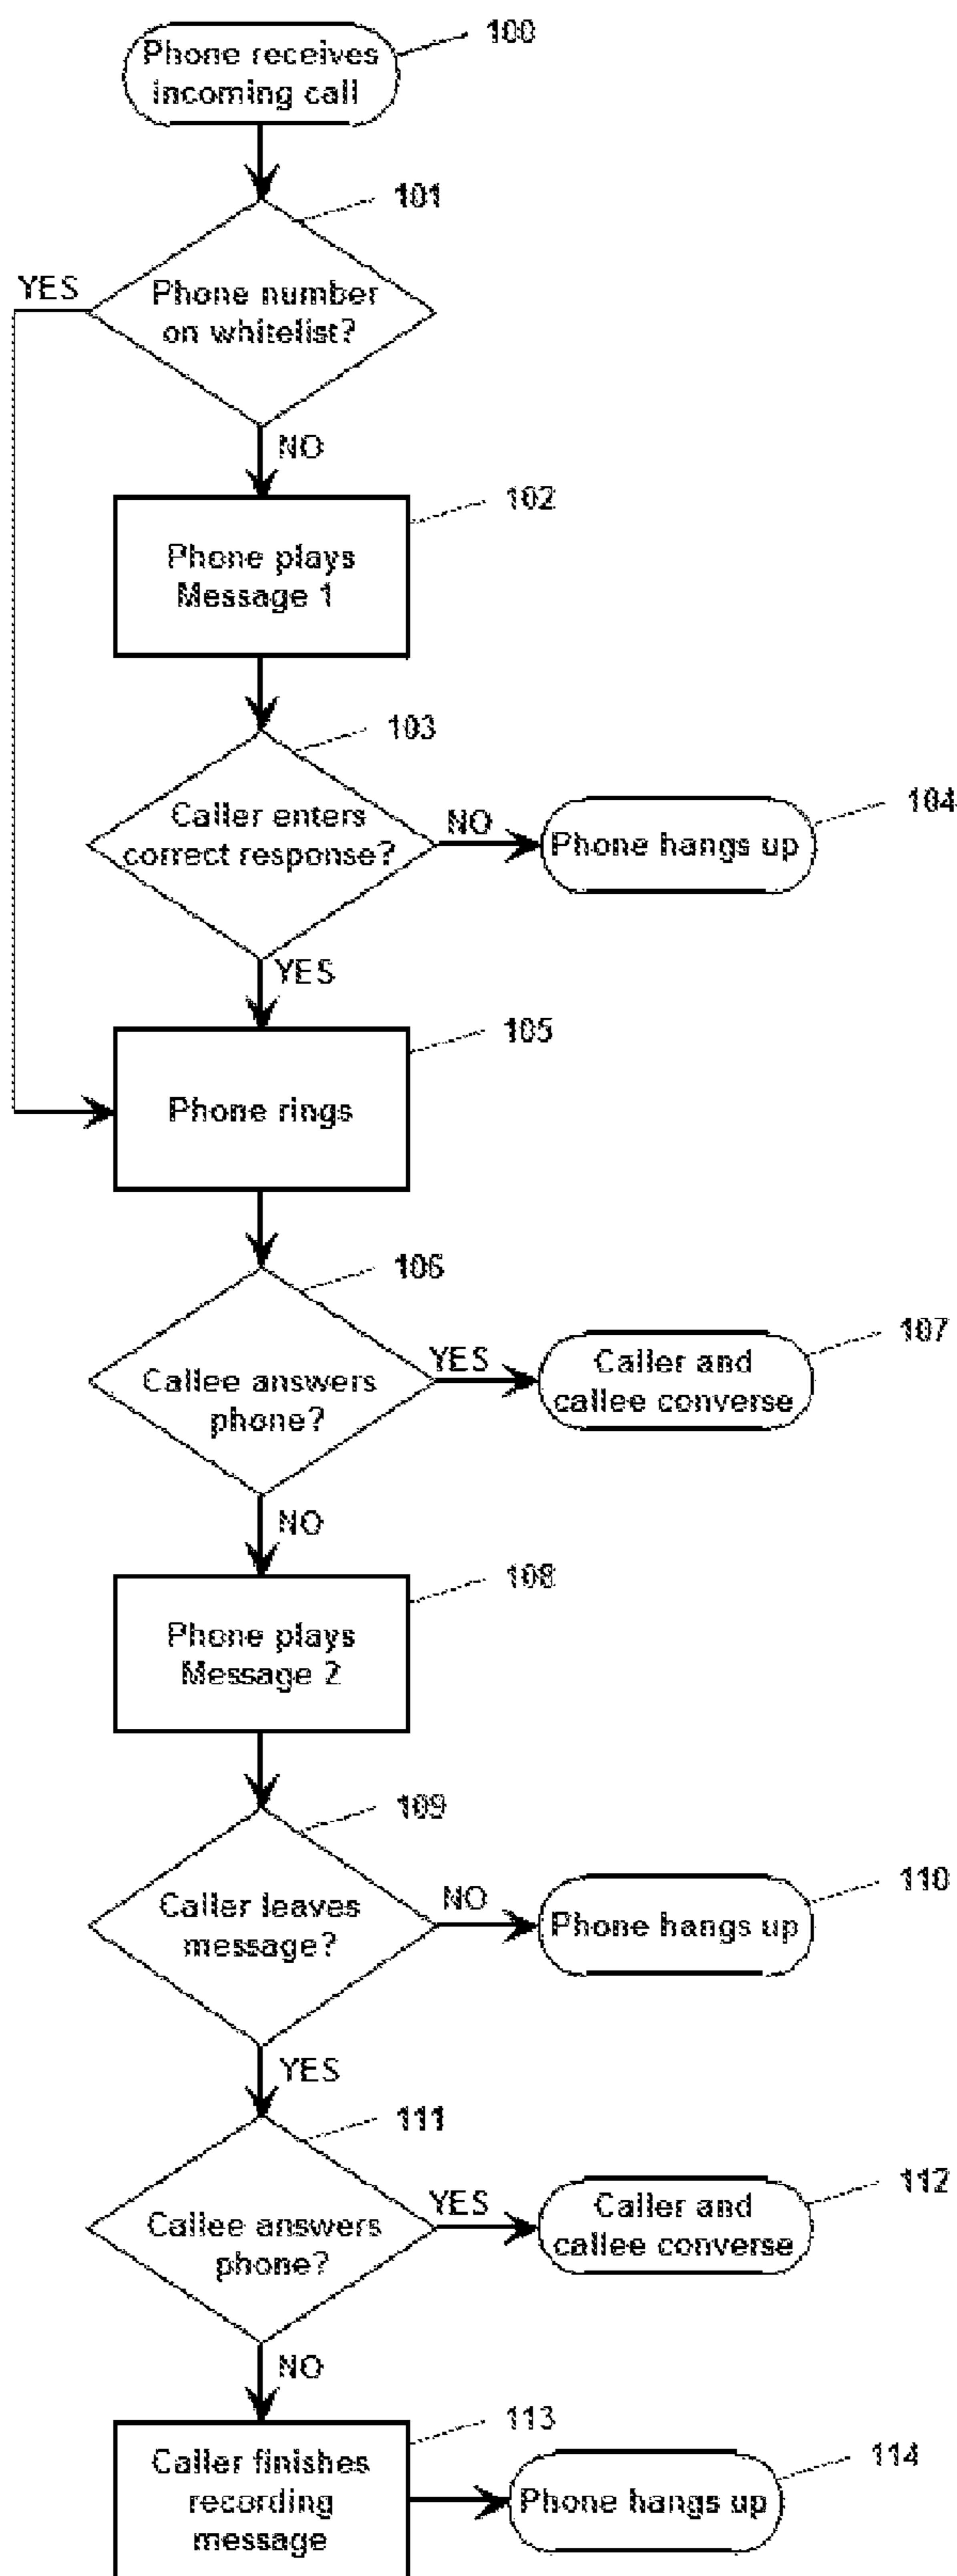 Phone receives
incoming call
100
101
Phone number
on whitelist?
YES
NO
102
Phone plays
Message 1
103
Caller enters
correct response?
NO
104
Phone hangs up
YES
105
Phone rings
106
Callee answers
phone?
YES
107
Caller and
callee converse
NO
108
Phone plays
Message 2
109
Caller leaves
message?
NO
110
Phone hangs up
YES
111
Callee answers
phone?
YES
112
Caller and
callee converse
NO
113
Caller finishes
recording
message
114
Phone hangs up